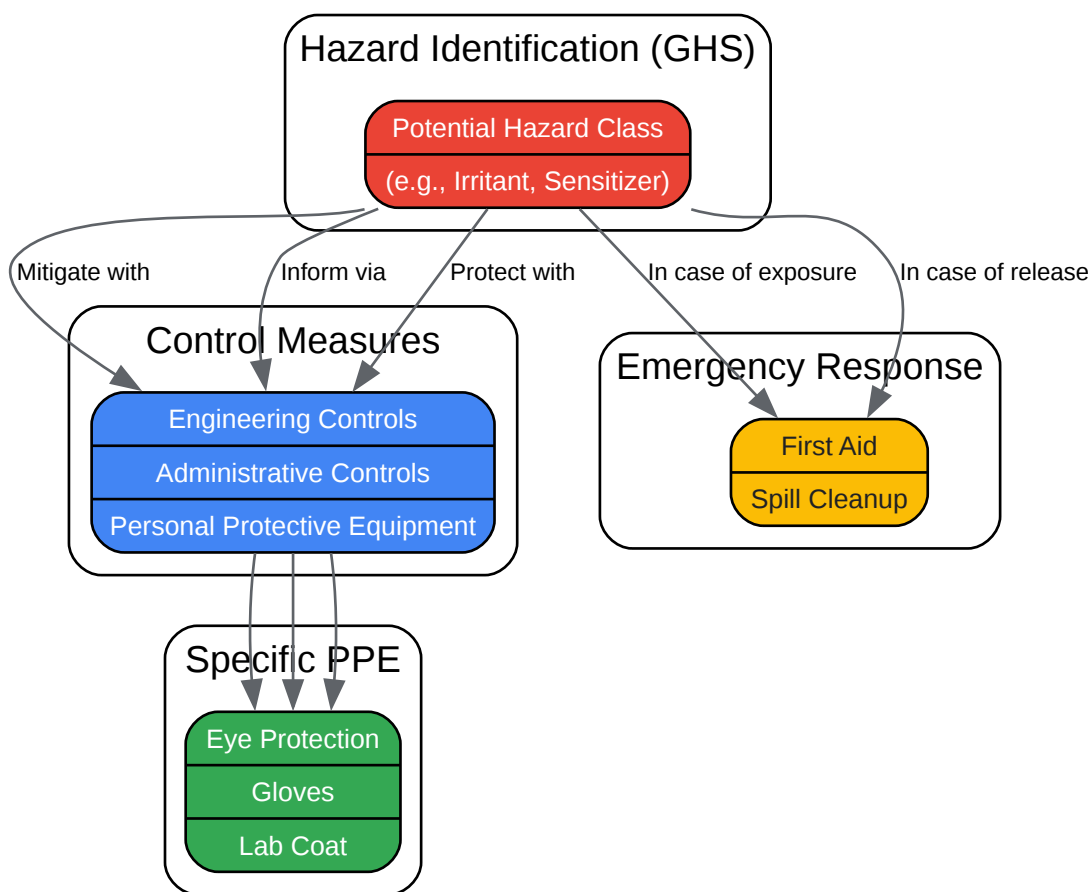 Hazard Identification (GHS)
Potential Hazard Class
(e.g., Irritant, Sensitizer)
Mitigate with
Inform via
Protect with
In case of exposure
In case of release
Control Measures
Engineering Controls
Administrative Controls
Personal Protective Equipment
Emergency Response
First Aid
Spill Cleanup
Specific PPE
Eye Protection
Gloves
Lab Coat